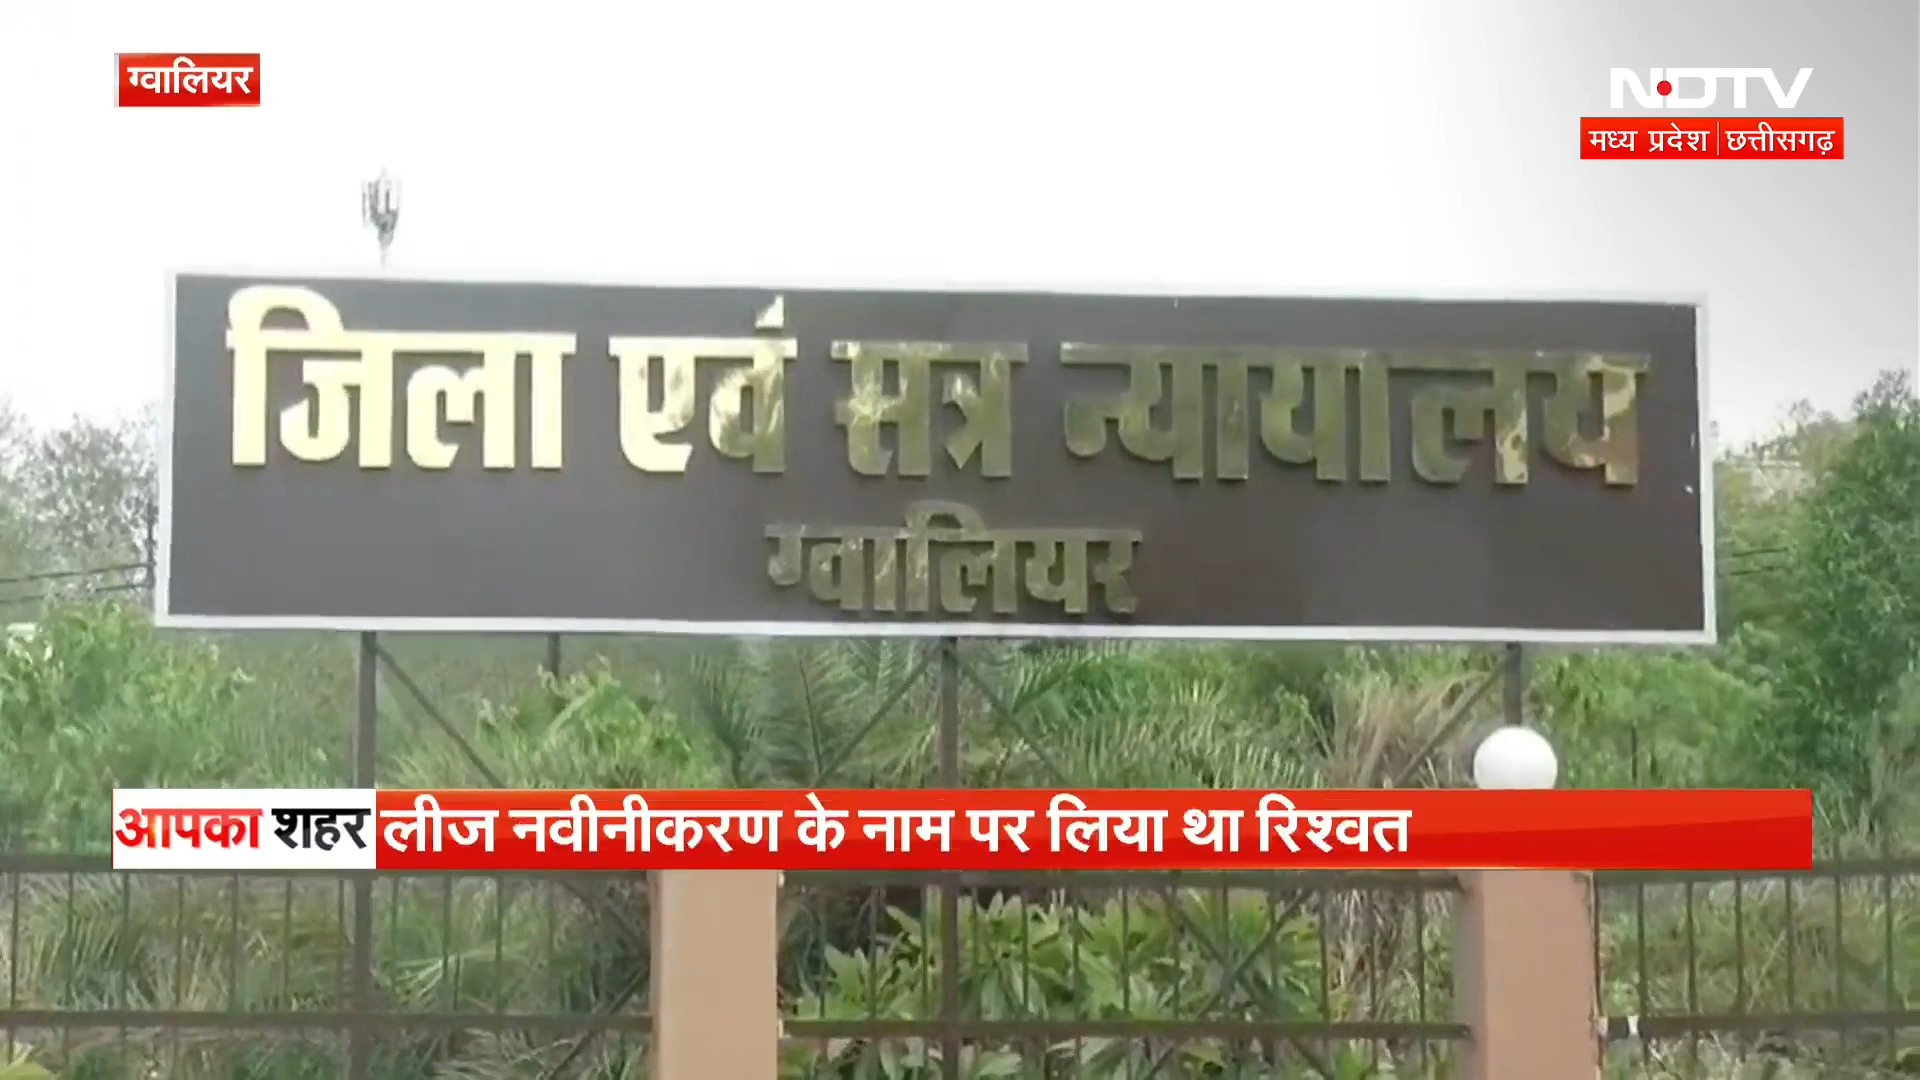 ग्वालियर
NDTV
मध्य प्रदेश|छत्तीसगढ़
जिला एवं सत्र न्यायालय
ग्वालियर
आपका शहर
लीज नवीनीकरण के नाम पर लिया था रिश्वत